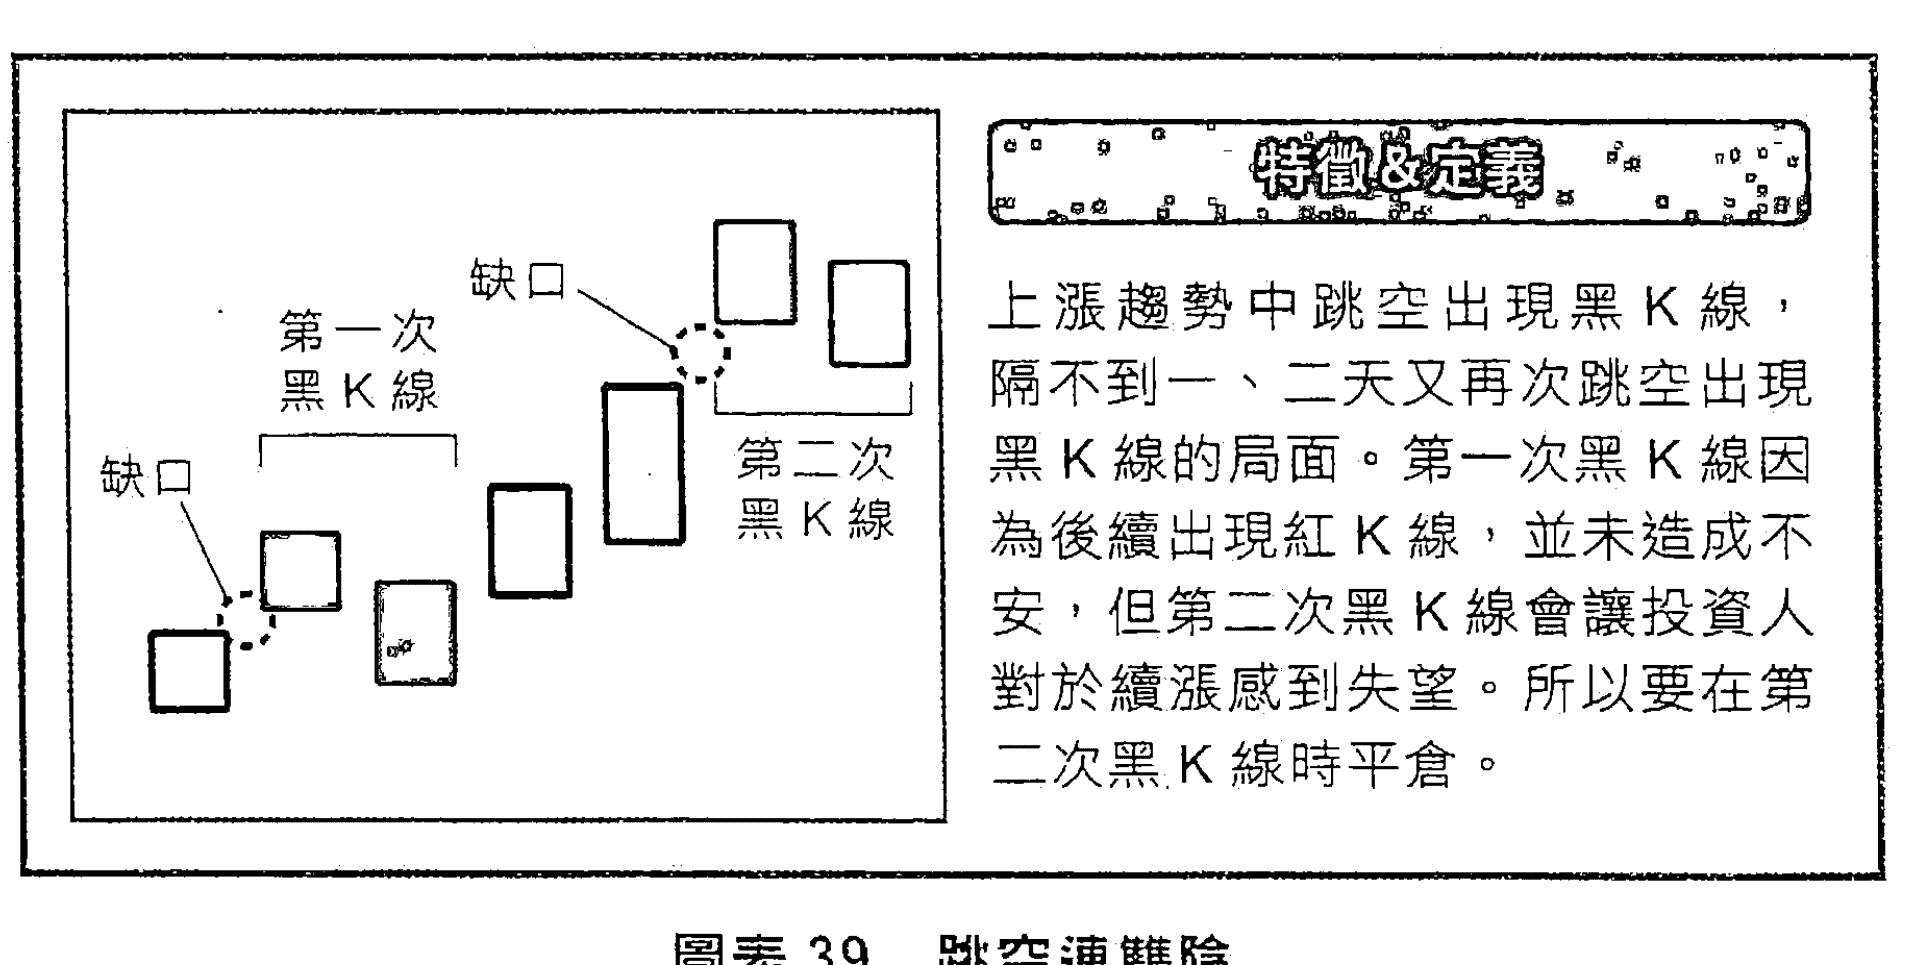 缺口
第一次
黑K線
缺口
第二次
黑K線
特徵&定義
上漲趨勢中跳空出現黑K線，
隔不到一、二天又再次跳空出現
黑K線的局面。第一次黑K線因
為後續出現紅K線，並未造成不
安，但第二次黑K線會讓投資人
對於續漲感到失望。所以要在第
二次黑K線時平倉。
圖表 39 跳空連雙陰